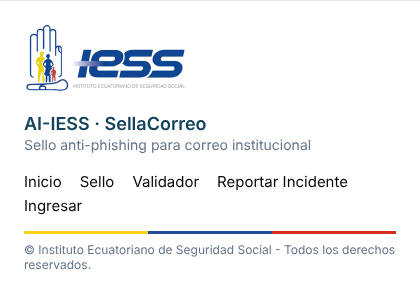 IESS
INSTITUTO ECUATORIANO DE SEGURIDAD SOCIAL
AI-IESS · SellaCorreo
Sello anti-phishing para correo institucional
Inicio Sello Validador Reportar Incidente
Ingresar
© Instituto Ecuatoriano de Seguridad Social - Todos los derechos
reservados.